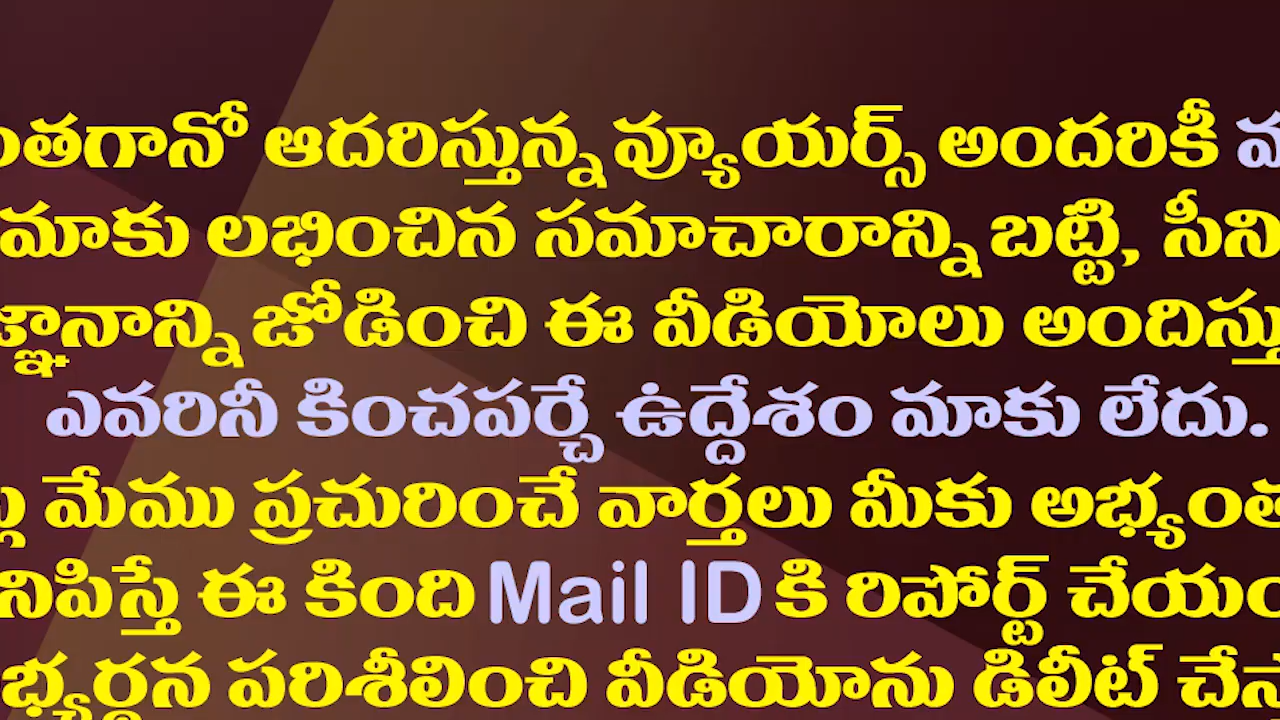 ఆదరిస్తున్న వ్యూయర్స్ అందరికీ
మాకు లభించిన సమాచారాన్ని బట్టి,
జోడించి ఈ వీడియోలు
ఎవరినీ కించపర్చే ఉద్దేశం మాకు లేదు.
మేము ప్రచురించే వార్తలు మీకు
ఈ కింది Mail ID కి రిపోర్ట్
పరిశీలించి వీడియోను డిలీట్